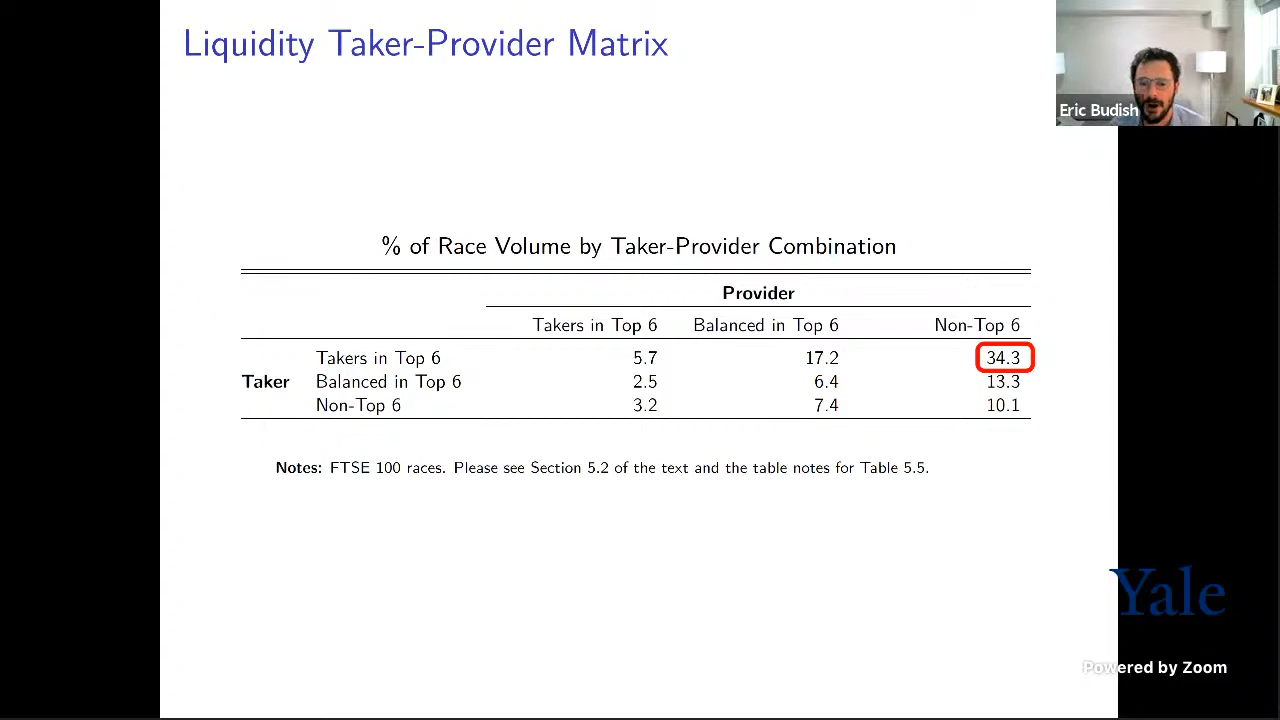 Liquidity Taker-Provider Matrix
Eric Budish
% of Race Volume by Taker-Provider Combination
Provider
Takers in Top 6 Balanced in Top 6 Non-Top 6
Takers in Top 6 5.7 17.2 34.3
Taker Balanced in Top 6 2.5 6.4 13.3
Non-Top 6 3.2 7.4 10.1
Notes: FTSE 100 races. Please see Section 5.2 of the text and the table notes for Table 5.5.
Yale
Powered by Zoom